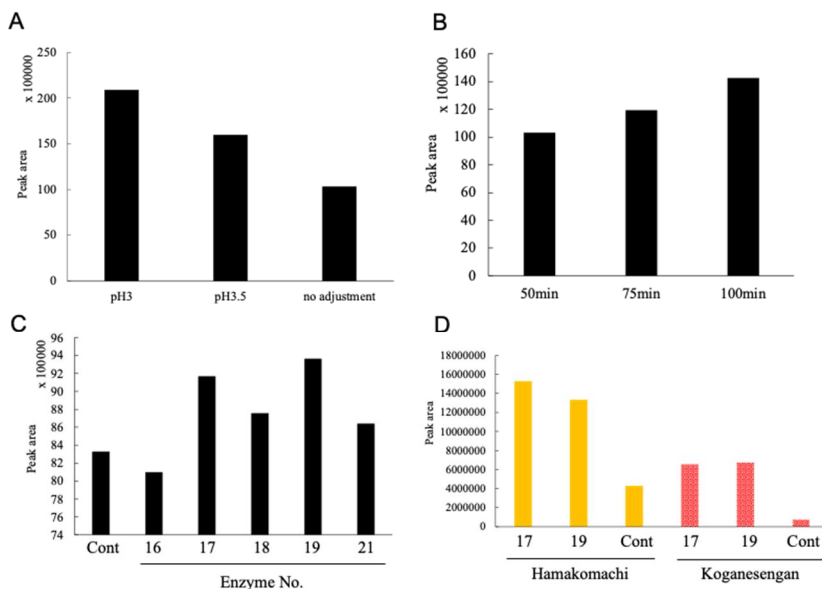 A
x 100000
Peak area
250
200
150
100
50
0
pH3 pH3.5 no adjustment
B
x 100000
Peak area
160
140
120
100
80
60
40
20
0
50min 75min 100min
C
x 100000
Peak area
96
94
92
90
88
86
84
82
80
78
76
74
Cont 16 17 18 19 21
Enzyme No.
D
Peak area
18000000
16000000
14000000
12000000
10000000
8000000
6000000
4000000
2000000
0
17 19 Cont 17 19 Cont
Hamakomachi Koganesengan